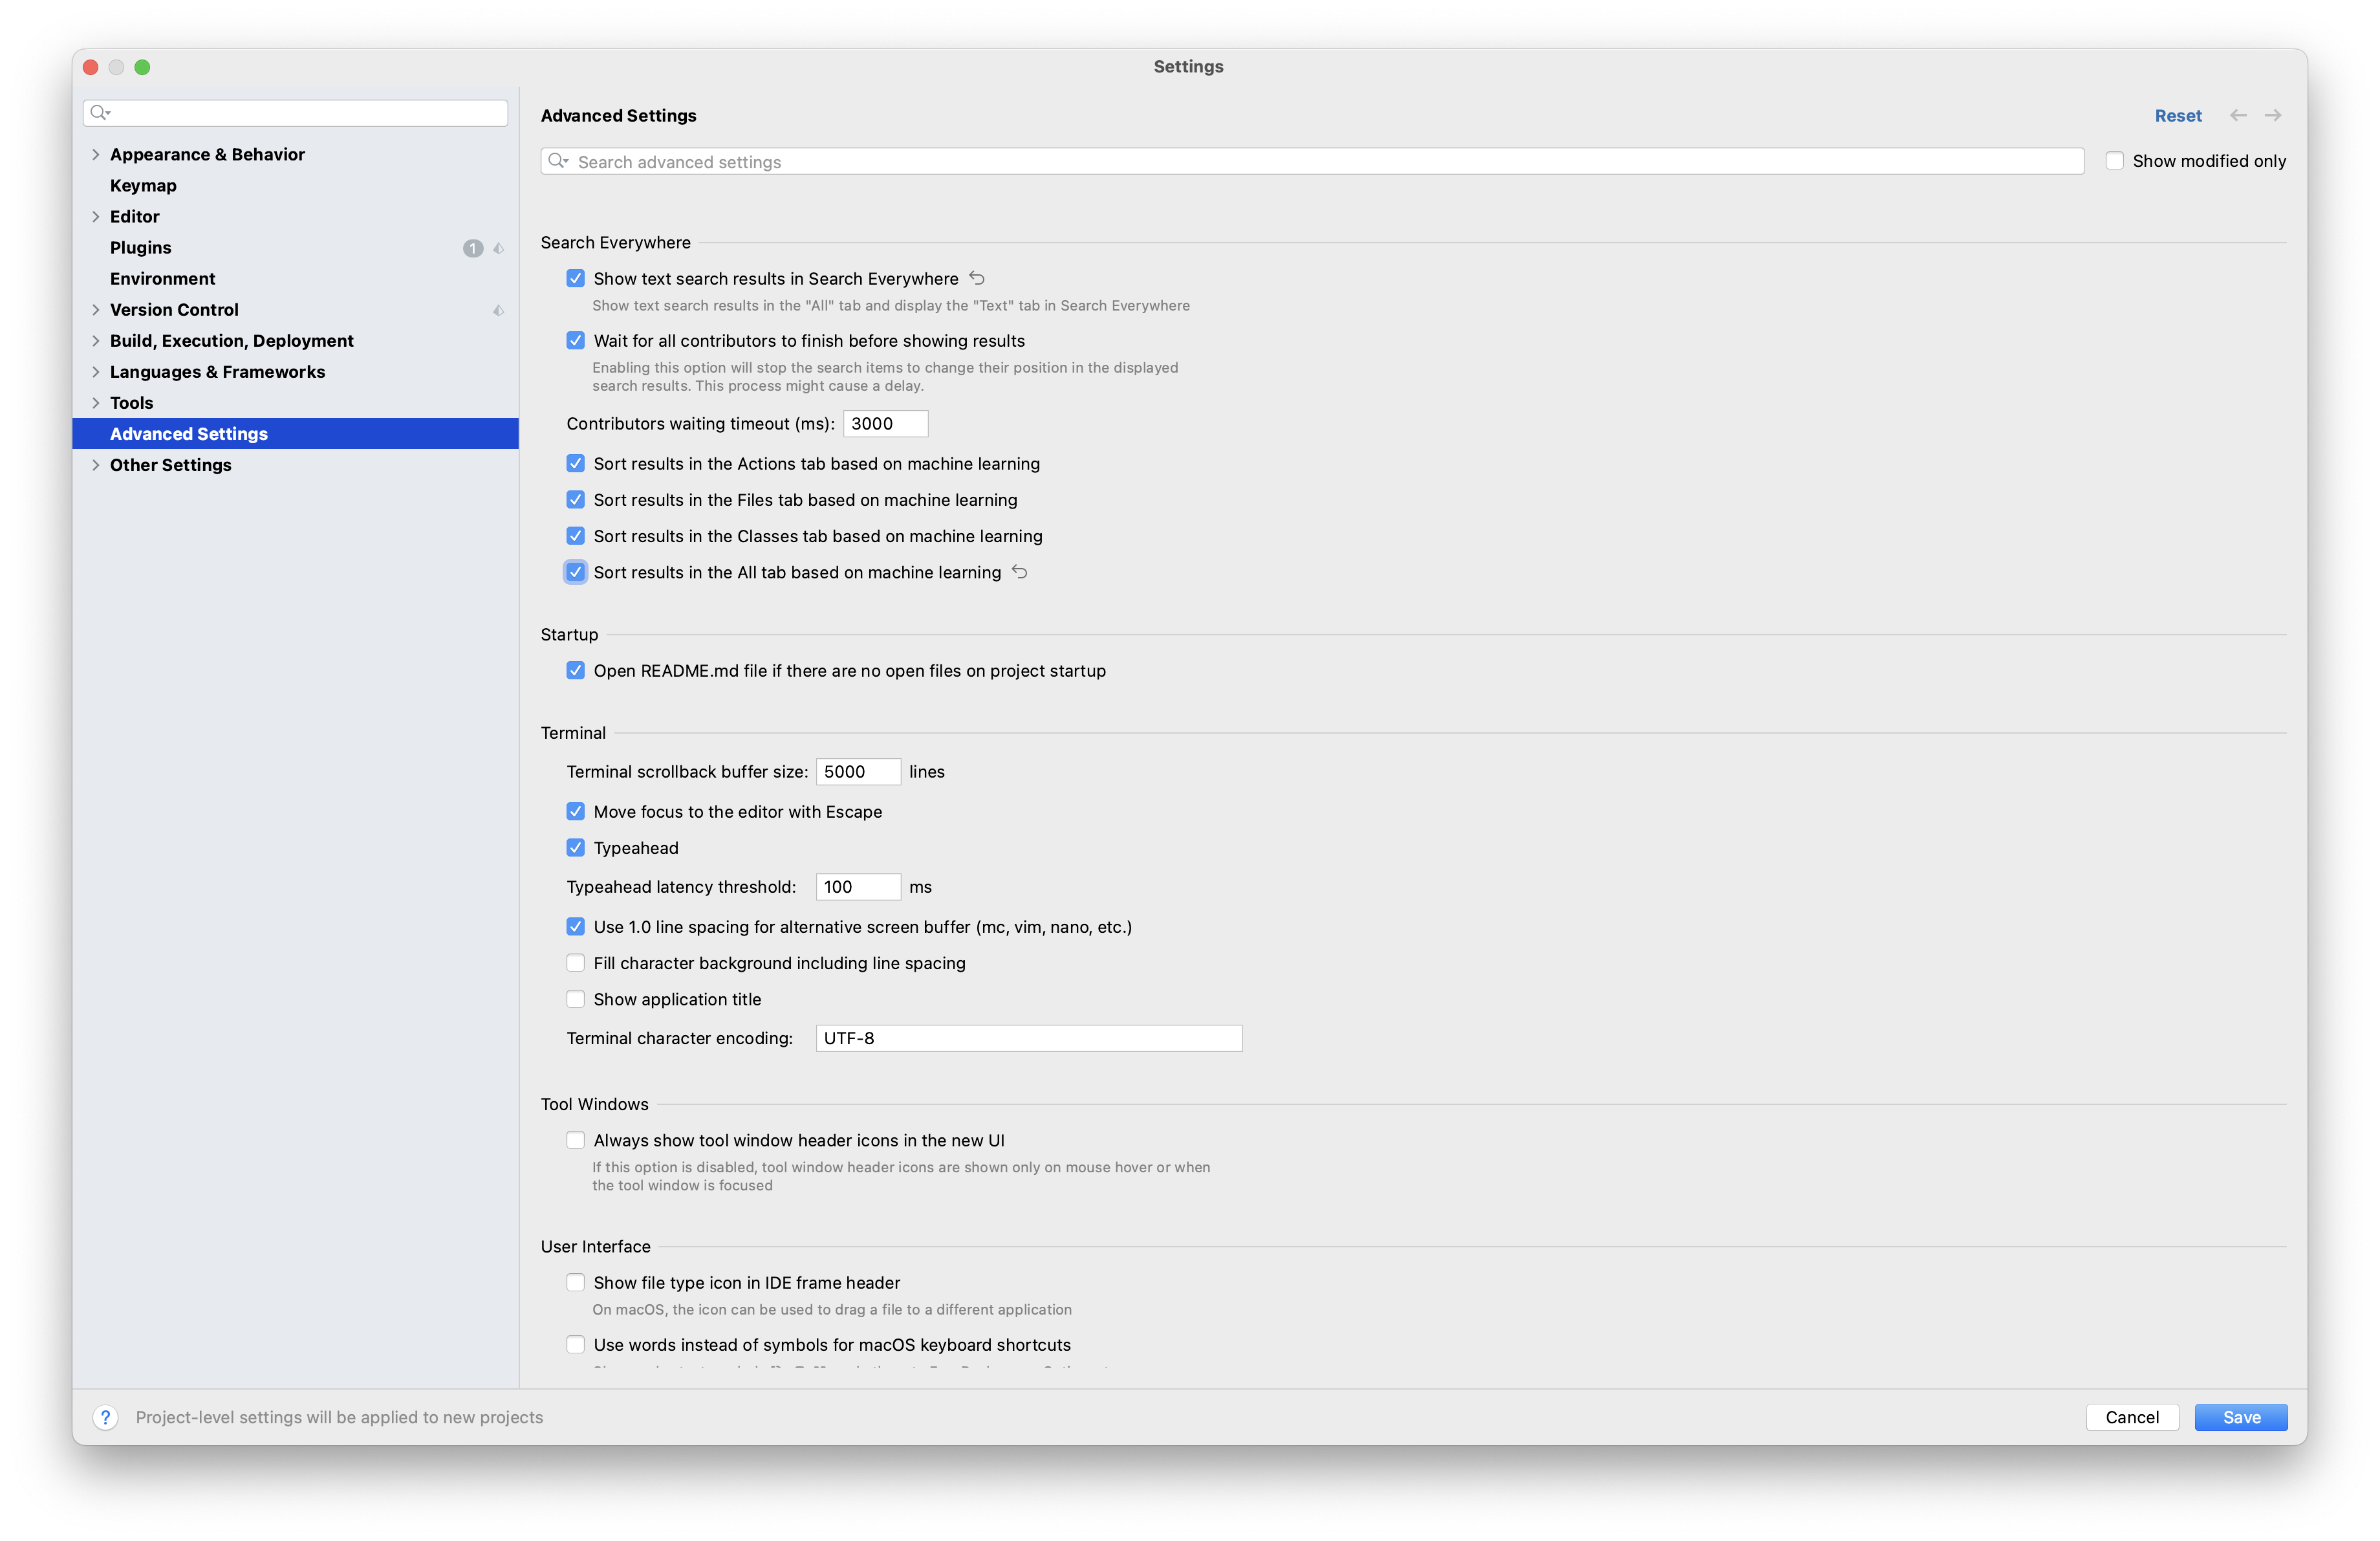 Settings
Appearance & Behavior
Keymap
Editor
Plugins 1
Environment
Version Control
Build, Execution, Deployment
Languages & Frameworks
Tools
Advanced Settings
Other Settings
Advanced Settings
Reset
Search advanced settings
Show modified only
Search Everywhere
Show text search results in Search Everywhere
Show text search results in the "All" tab and display the "Text" tab in Search Everywhere
Wait for all contributors to finish before showing results
Enabling this option will stop the search items to change their position in the displayed
search results. This process might cause a delay.
Contributors waiting timeout (ms): 3000
Sort results in the Actions tab based on machine learning
Sort results in the Files tab based on machine learning
Sort results in the Classes tab based on machine learning
Sort results in the All tab based on machine learning
Startup
Open README.md file if there are no open files on project startup
Terminal
Terminal scrollback buffer size: 5000 lines
Move focus to the editor with Escape
Typeahead
Typeahead latency threshold: 100 ms
Use 1.0 line spacing for alternative screen buffer (mc, vim, nano, etc.)
Fill character background including line spacing
Show application title
Terminal character encoding: UTF-8
Tool Windows
Always show tool window header icons in the new UI
If this option is disabled, tool window header icons are shown only on mouse hover or when
the tool window is focused
User Interface
Show file type icon in IDE frame header
On macOS, the icon can be used to drag a file to a different application
Use words instead of symbols for macOS keyboard shortcuts
? Project-level settings will be applied to new projects
Cancel
Save